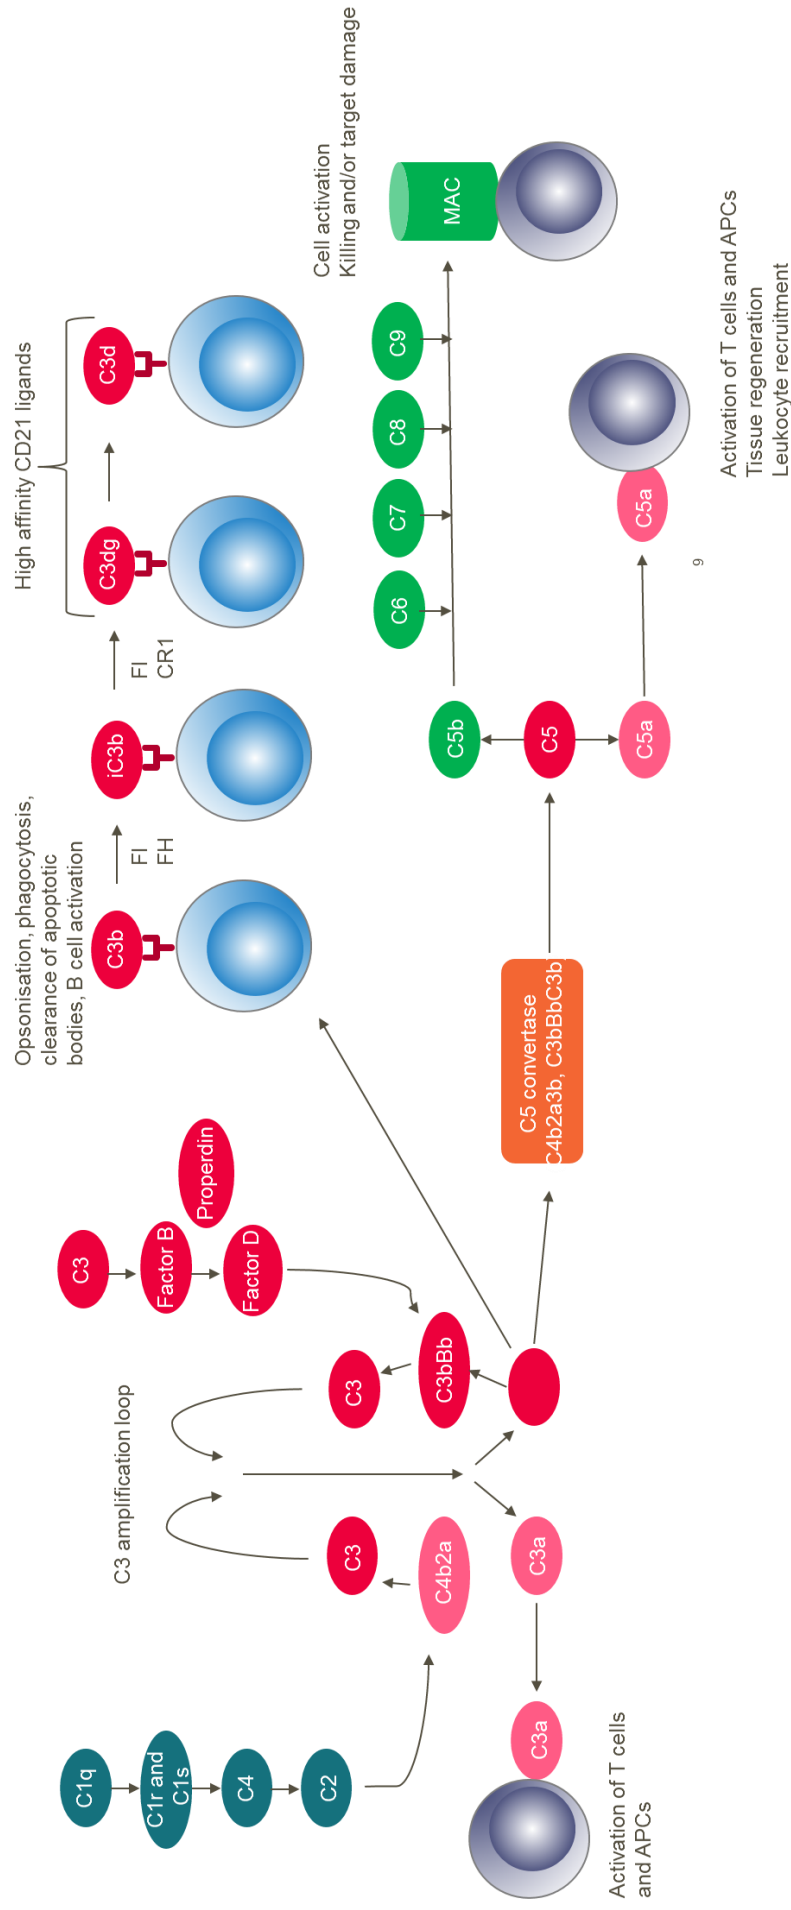 C1q
C1r and
C1s
C4
C2
C3 amplification loop
C3
C4b2a
C3a
C3a
Activation of T cells
and APCs
C3
C3bBb
C3
Factor B
Factor D
Properdin
Opsonisation, phagocytosis,
clearance of apoptotic
bodies, B cell activation
C3b
FI
FH
iC3b
FI
CR1
High affinity CD21 ligands
C3dg
C3d
C5 convertase
C4b2a3b, C3bBbC3b
C5b
C5
C5a
C6
C7
C8
C9
Cell activation
Killing and/or target damage
MAC
C5a
Activation of T cells and APCs
Tissue regeneration
Leukocyte recruitment
9